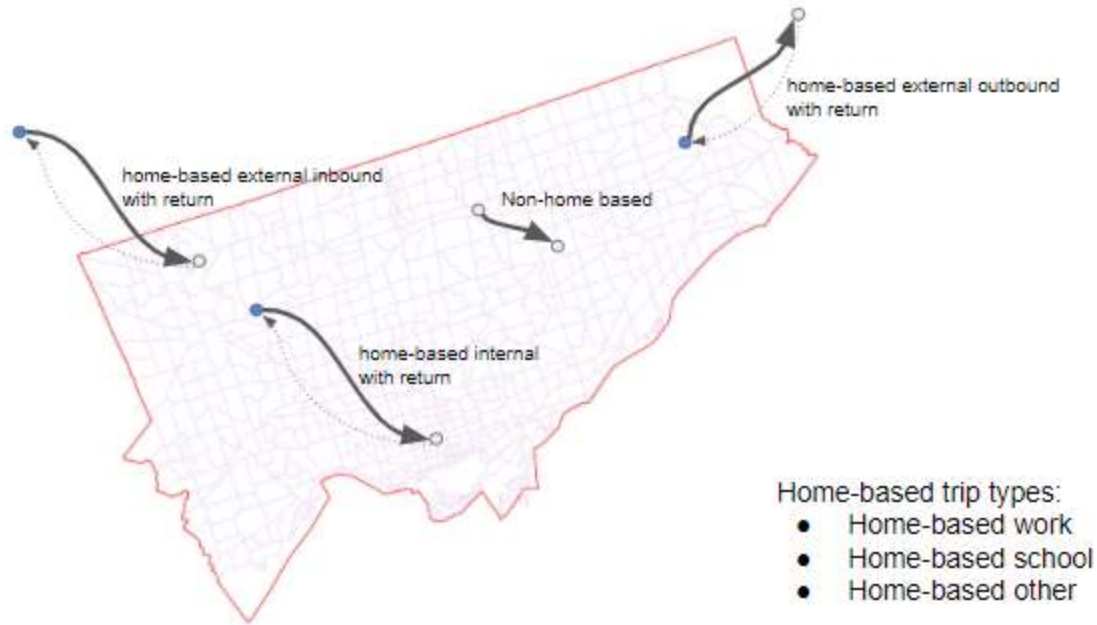 home-based external outbound
with return
home-based external inbound
with return
Non-home based
home-based internal
with return
Home-based trip types:
● Home-based work
● Home-based school
● Home-based other